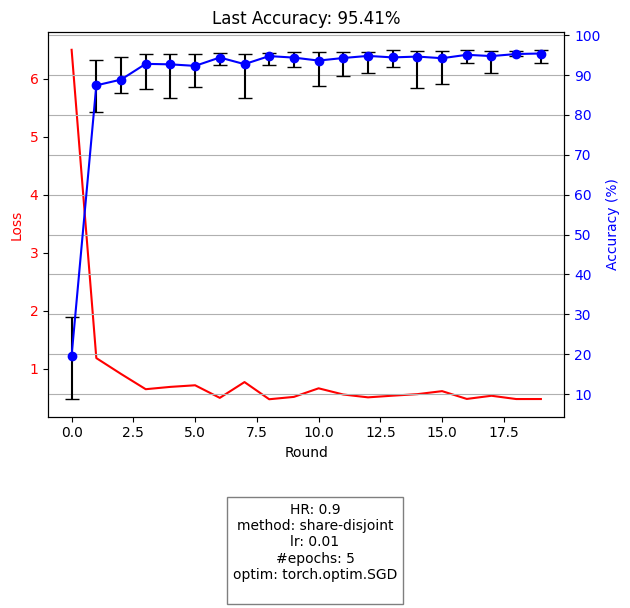 Last Accuracy: 95.41%
6
5
4
3
2
1
Loss
100
90
80
70
60
50
40
30
20
10
Accuracy (%)
0.0 2.5 5.0 7.5 10.0 12.5 15.0 17.5
Round
HR: 0.9
method: share-disjoint
lr: 0.01
#epochs: 5
optim: torch.optim.SGD